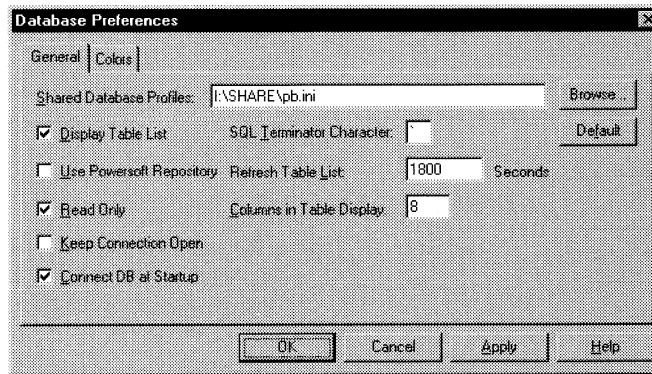 Database Preferences
General Colors
Shared Database Profiles: I:\SHARE\pb.ini Browse...
Display Table List SQL Terminator Character: ` Default
Use Powersoft Repository Refresh Table List: 1800 Seconds
Read Only Columns in Table Display: 8
Keep Connection Open
Connect DB at Startup
OK Cancel Apply Help